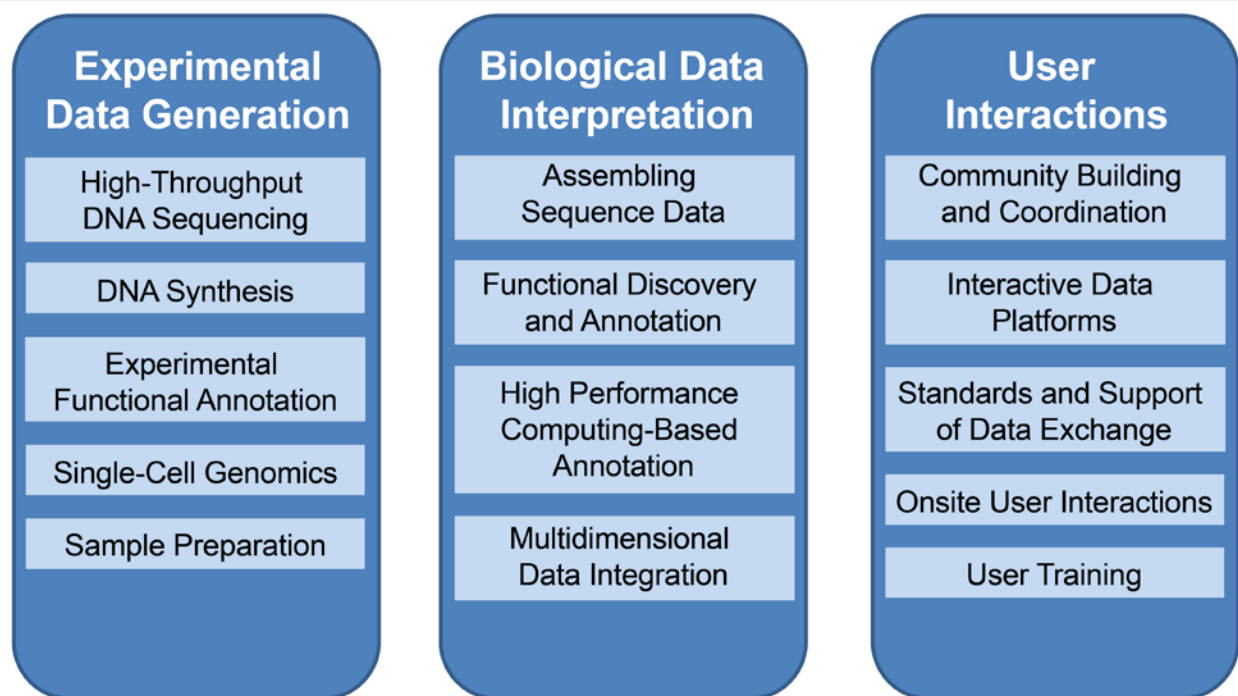 Experimental
Data Generation
High-Throughput
DNA Sequencing
DNA Synthesis
Experimental
Functional Annotation
Single-Cell Genomics
Sample Preparation
Biological Data
Interpretation
Assembling
Sequence Data
Functional Discovery
and Annotation
High Performance
Computing-Based
Annotation
Multidimensional
Data Integration
User
Interactions
Community Building
and Coordination
Interactive Data
Platforms
Standards and Support
of Data Exchange
Onsite User Interactions
User Training